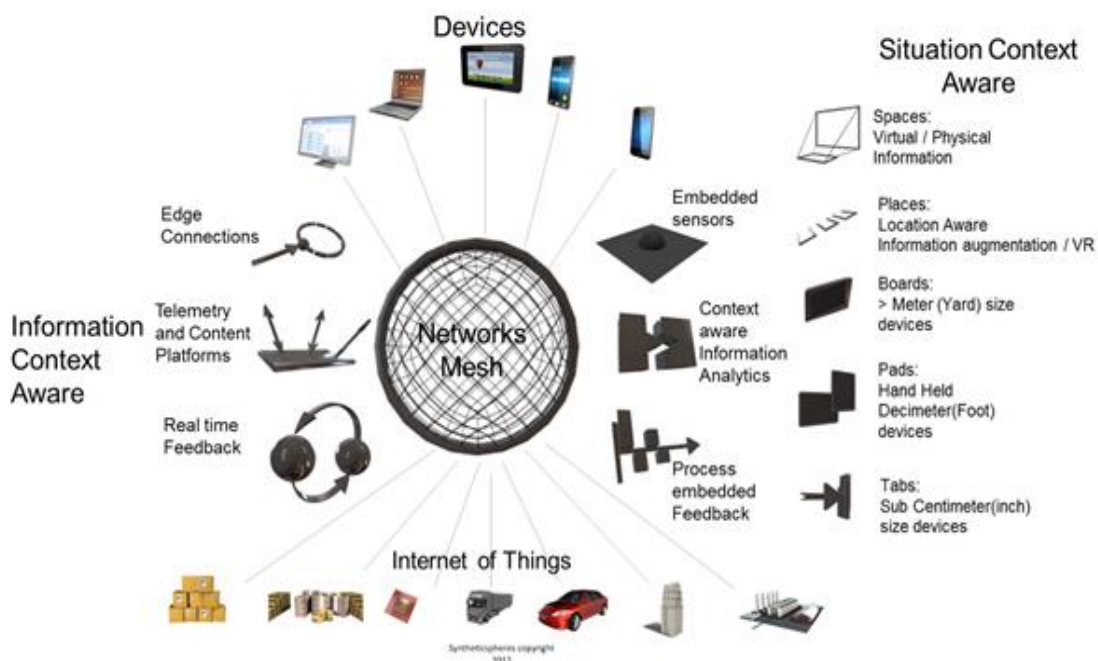 Devices
Situation Context
Aware
Spaces:
Virtual / Physical
Information
Edge
Connections
Embedded
sensors
Places:
Location Aware
Information augmentation / VR
Boards:
> Meter (Yard) size
devices
Information
Context
Aware
Telemetry
and Content
Platforms
Networks
Mesh
Context
aware
Information
Analytics
Pads:
Hand Held
Decimeter(Foot)
devices
Real time
Feedback
Process
embedded
Feedback
Tabs:
Sub Centimeter(inch)
size devices
Internet of Things
Syntheticspheres copyright